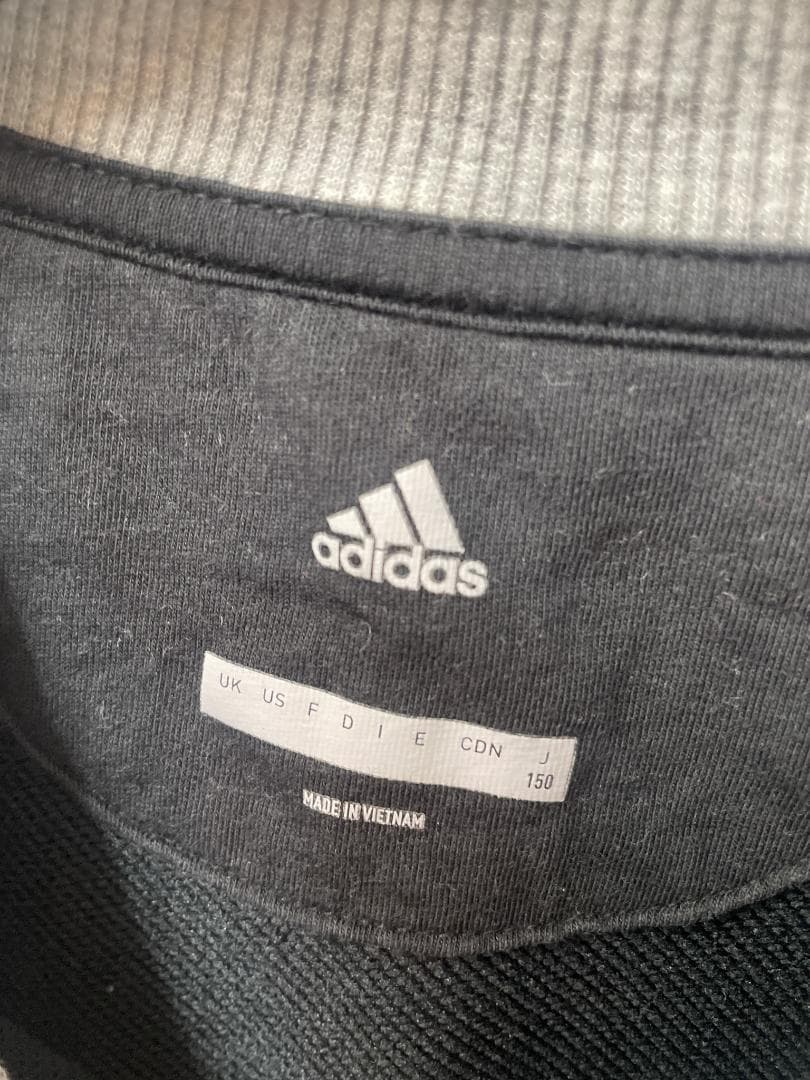 adidas
UK US F D I E CDN J
150
MADE IN VIETNAM